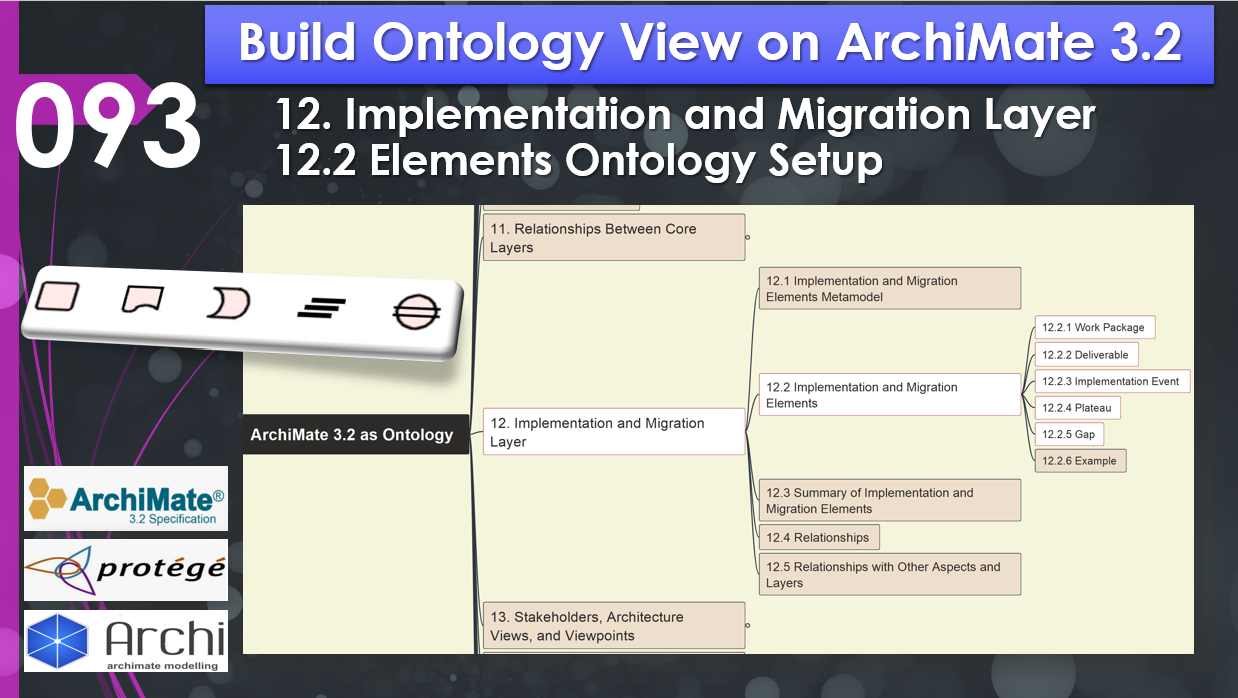 Build Ontology View on ArchiMate 3.2
093
12. Implementation and Migration Layer
12.2 Elements Ontology Setup
11. Relationships Between Core
Layers
12.1 Implementation and Migration
Elements Metamodel
12.2.1 Work Package
12.2.2 Deliverable
12.2.3 Implementation Event
12.2 Implementation and Migration
Elements
12.2.4 Plateau
12.2.5 Gap
12.2.6 Example
ArchiMate 3.2 as Ontology
12. Implementation and Migration
Layer
12.3 Summary of Implementation and
Migration Elements
12.4 Relationships
12.5 Relationships with Other Aspects and
Layers
13. Stakeholders, Architecture
Views, and Viewpoints
ArchiMate®
3.2 Specification
protégé
Archi
archimate modelling